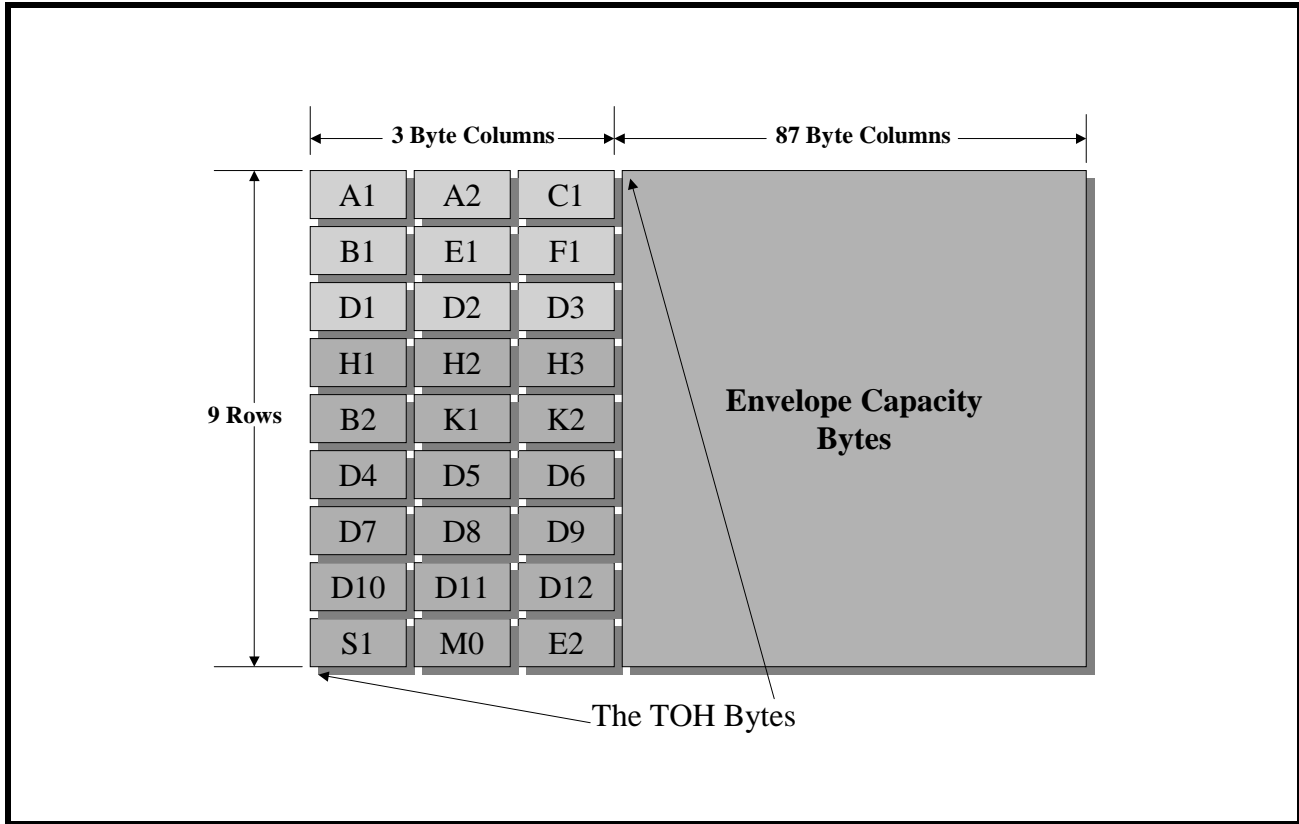 3 Byte Columns 87 Byte Columns
A1 A2 C1
B1 E1 F1
D1 D2 D3
H1 H2 H3
9 Rows B2 K1 K2
Envelope Capacity
Bytes
D4 D5 D6
D7 D8 D9
D10 D11 D12
S1 M0 E2
The TOH Bytes